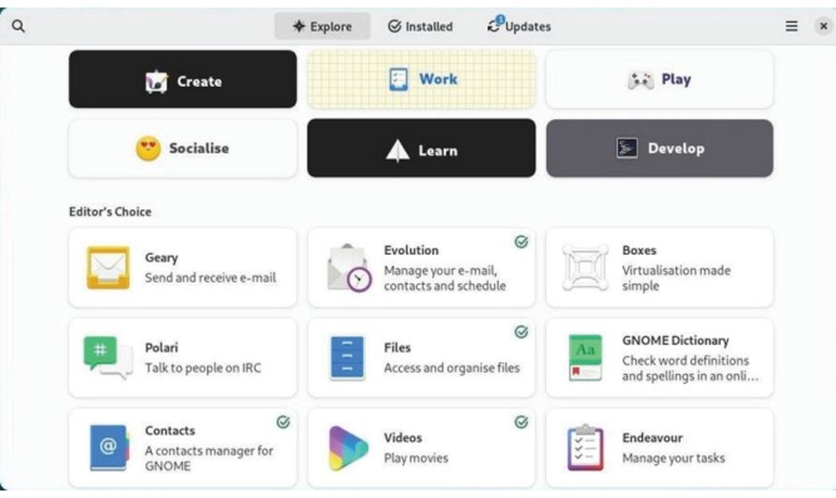 Explore Installed Updates
Create Work Play
Socialise Learn Develop
Editor's Choice
Geary
Send and receive e-mail
Evolution
Manage your e-mail,
contacts and schedule
Boxes
Virtualisation made
simple
Polari
Talk to people on IRC
Files
Access and organise files
GNOME Dictionary
Check word definitions
and spellings in an onli...
Contacts
A contacts manager for
GNOME
Videos
Play movies
Endeavour
Manage your tasks